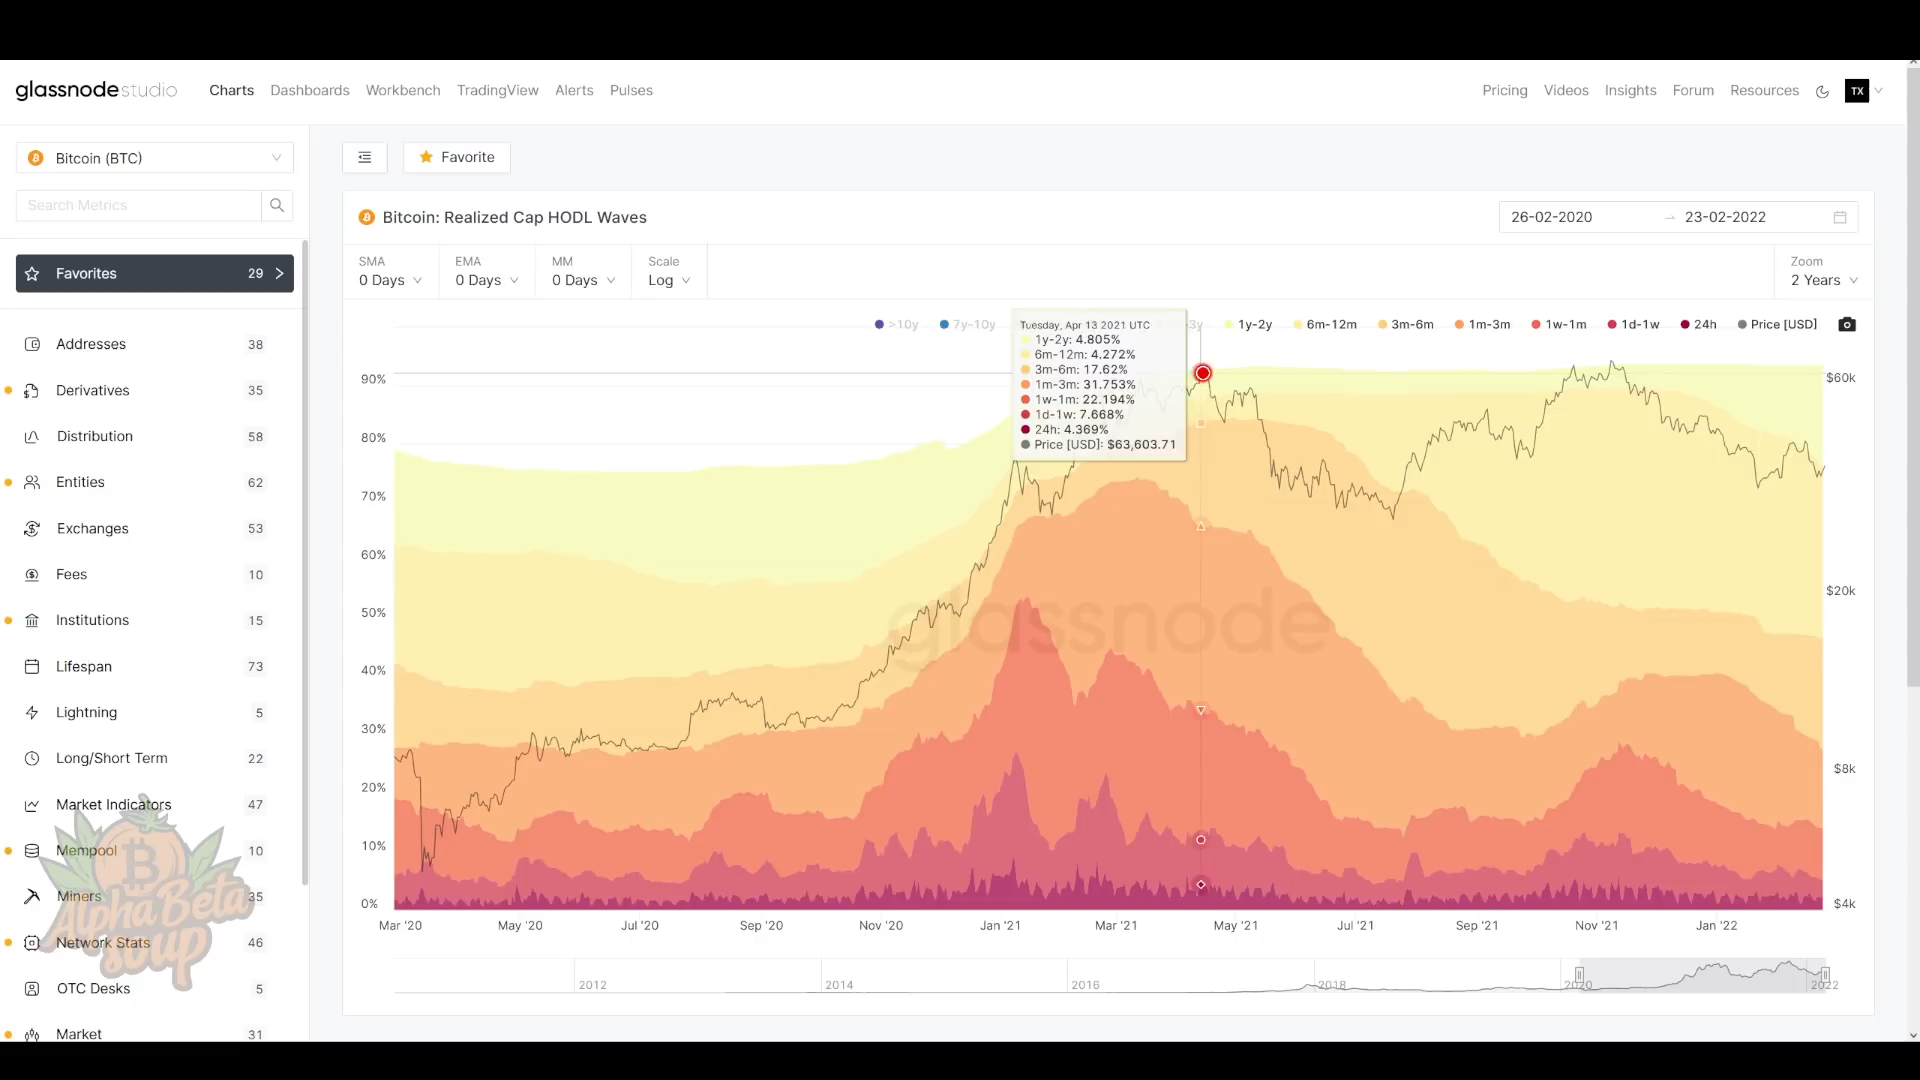 glassnodestudio
Charts Dashboards Workbench TradingView Alerts Pulses
Pricing Videos Insights Forum Resources TX
Bitcoin (BTC)
Search Metrics
Favorites 29
Addresses 38
Derivatives 35
Distribution 58
Entities 62
Exchanges 53
Fees 10
Institutions 15
Lifespan 73
Lightning 5
Long/Short Term 22
Market Indicators 47
Mempool 10
Miners 35
Network Stats 46
OTC Desks 5
Market 31
AlphaBeta
soup
Favorite
Bitcoin: Realized Cap HODL Waves
26-02-2020 → 23-02-2022
SMA EMA MM Scale Zoom
0 Days 0 Days 0 Days Log 2 Years
>10y 7y-10y 1y-2y 6m-12m 3m-6m 1m-3m 1w-1m 1d-1w 24h Price [USD]
Tuesday, Apr 13 2021 UTC
1y-2y: 4.805%
6m-12m: 4.272%
3m-6m: 17.62%
1m-3m: 31.753%
1w-1m: 22.194%
1d-1w: 7.668%
24h: 4.369%
Price [USD]: $63,603.71
90%
80%
70%
60%
50%
40%
30%
20%
10%
0%
$60k
$20k
$8k
$4k
glassnode
Mar '20 May '20 Jul '20 Sep '20 Nov '20 Jan '21 Mar '21 May '21 Jul '21 Sep '21 Nov '21 Jan '22
2012 2014 2016 2018 2020 2022